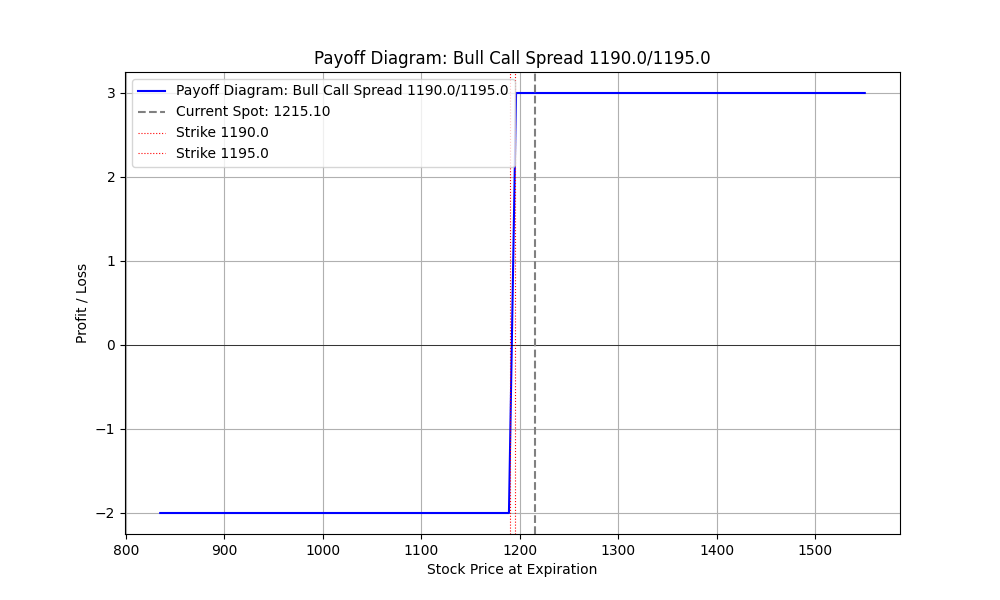 Payoff Diagram: Bull Call Spread 1190.0/1195.0
Payoff Diagram: Bull Call Spread 1190.0/1195.0
Current Spot: 1215.10
Strike 1190.0
Strike 1195.0
3
2
1
0
−1
−2
Profit / Loss
800 900 1000 1100 1200 1300 1400 1500
Stock Price at Expiration